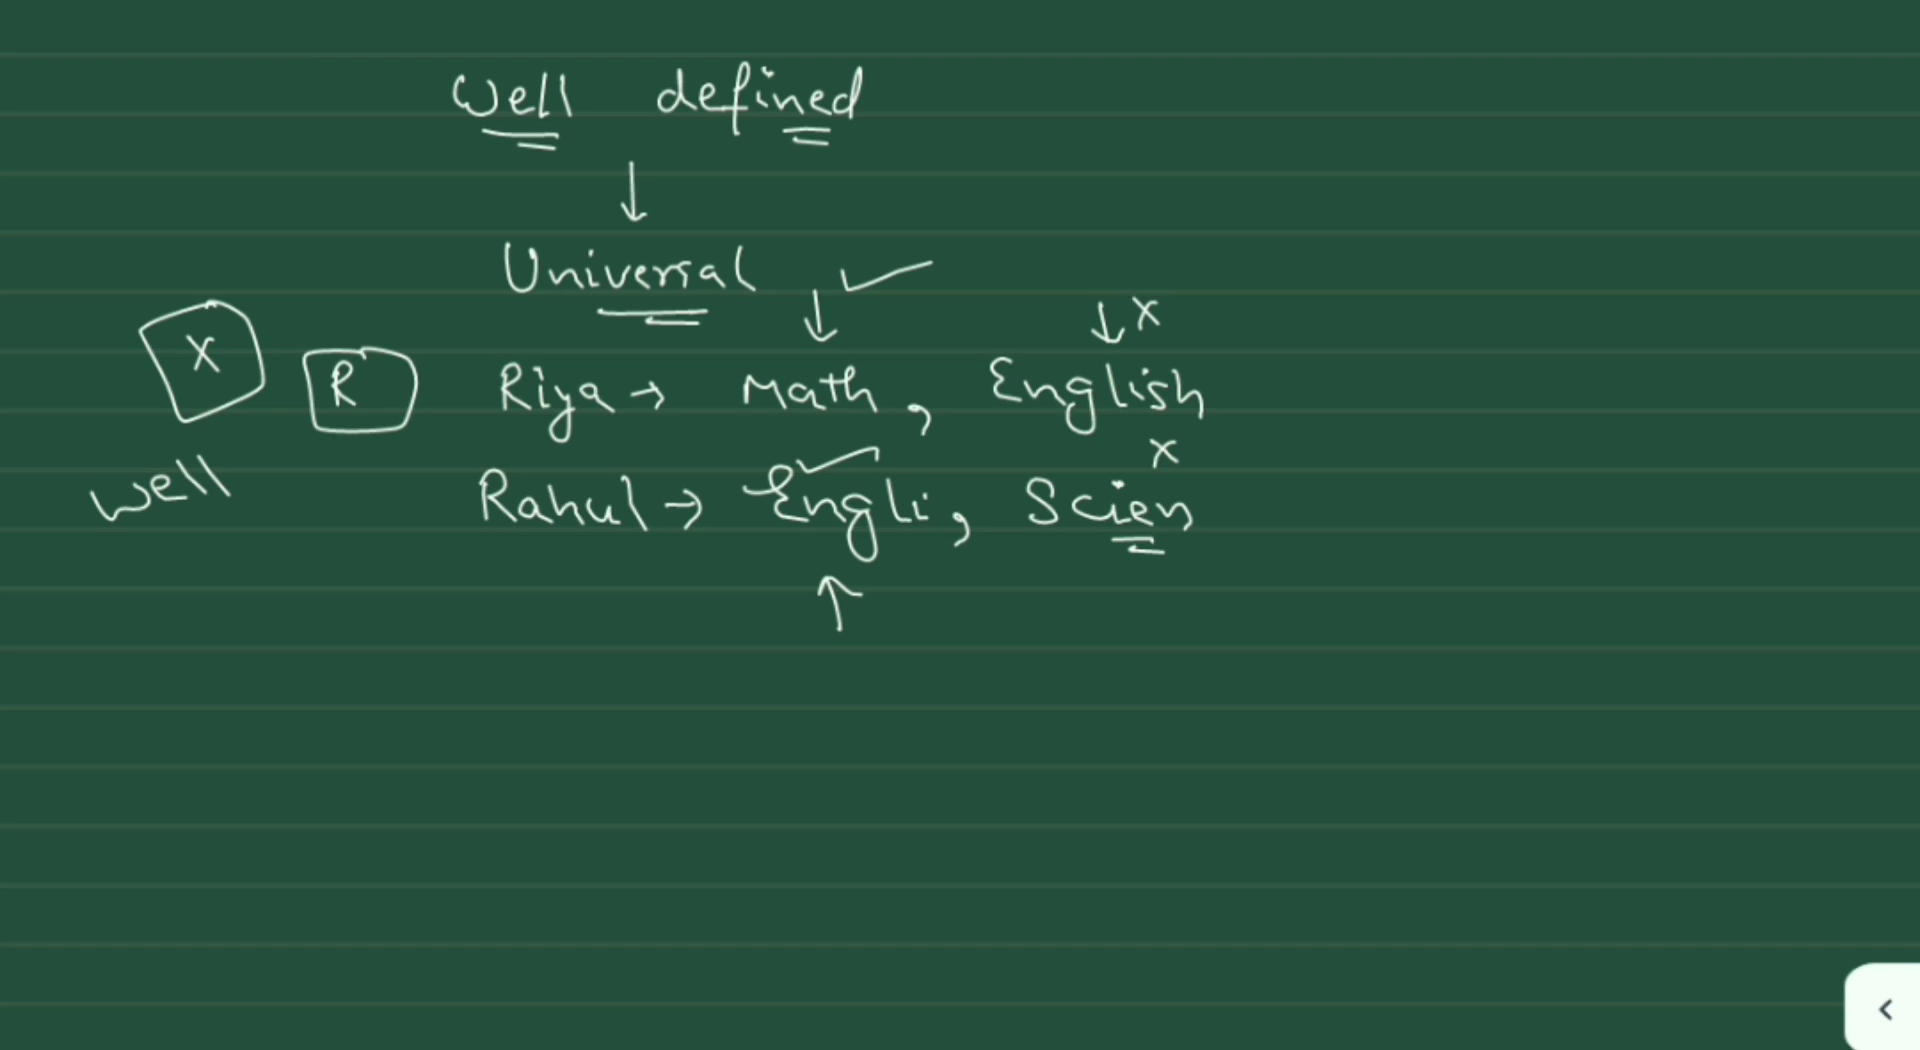 Well defined
↓
Universal ✓
↓ ↓ x
X
R Riya → Math, English
x
well Rahul → Engli, Scien
↑